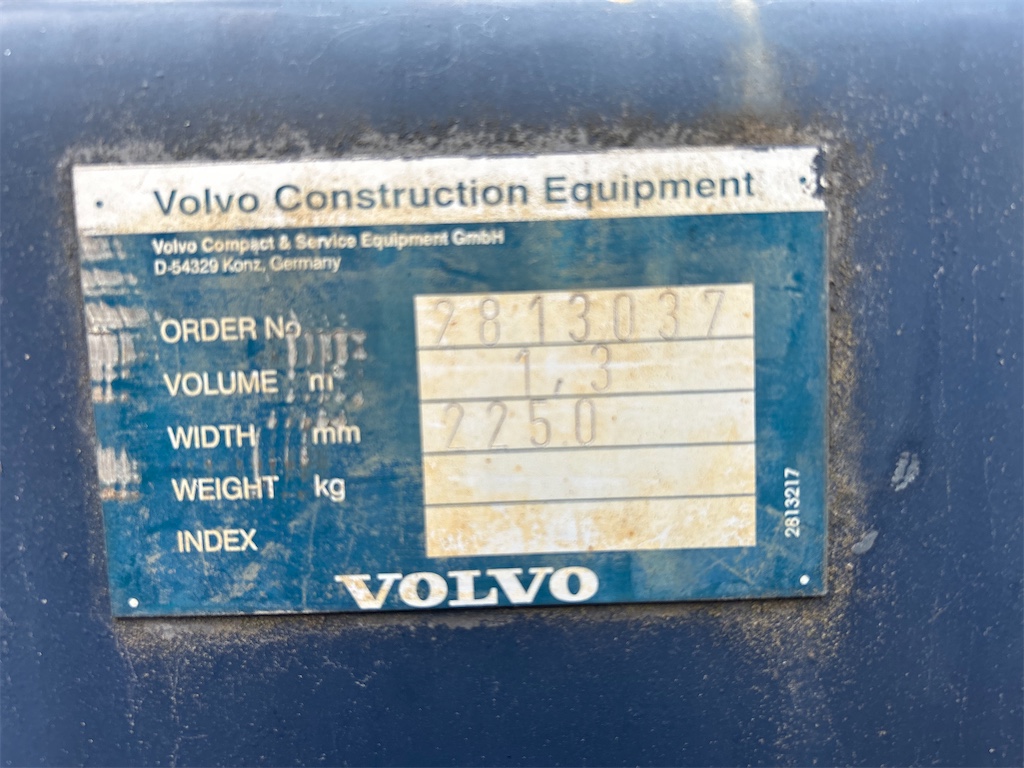 Volvo Construction Equipment
Volvo Compact & Service Equipment GmbH
D-54329 Konz, Germany
ORDER No 2813037
VOLUME m³ 1,3
WIDTH mm 2250
WEIGHT kg
INDEX
2813217
VOLVO